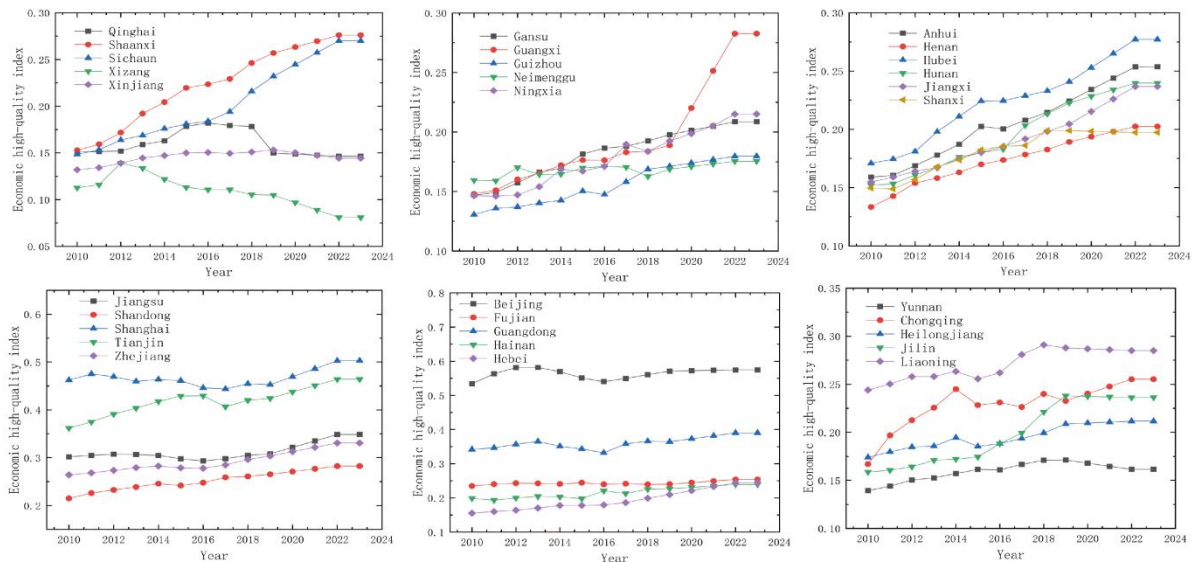 Economic high-quality index
0.30
0.25
0.20
0.15
0.10
0.05
Qinghai
Shaanxi
Sichaun
Xizang
Xinjiang
2010 2012 2014 2016 2018 2020 2022 2024
Year
Economic high-quality index
0.30
0.25
0.20
0.15
0.10
Gansu
Guangxi
Guizhou
Neimenggu
Ningxia
2010 2012 2014 2016 2018 2020 2022 2024
Year
Economic high-quality index
0.30
0.25
0.20
0.15
0.10
Anhui
Henan
Hubei
Hunan
Jiangxi
Shanxi
2010 2012 2014 2016 2018 2020 2022 2024
Year
Economic high-quality index
0.6
0.5
0.4
0.3
0.2
Jiangsu
Shandong
Shanghai
Tianjin
Zhejiang
2010 2012 2014 2016 2018 2020 2022 2024
Year
Economic high-quality index
0.8
0.7
0.6
0.5
0.4
0.3
0.2
0.1
Beijing
Fujian
Guangdong
Hainan
Hebei
2010 2012 2014 2016 2018 2020 2022 2024
Year
Economic high-quality index
0.35
0.30
0.25
0.20
0.15
0.10
Yunnan
Chongqing
Heilongjiang
Jilin
Liaoning
2010 2012 2014 2016 2018 2020 2022 2024
Year